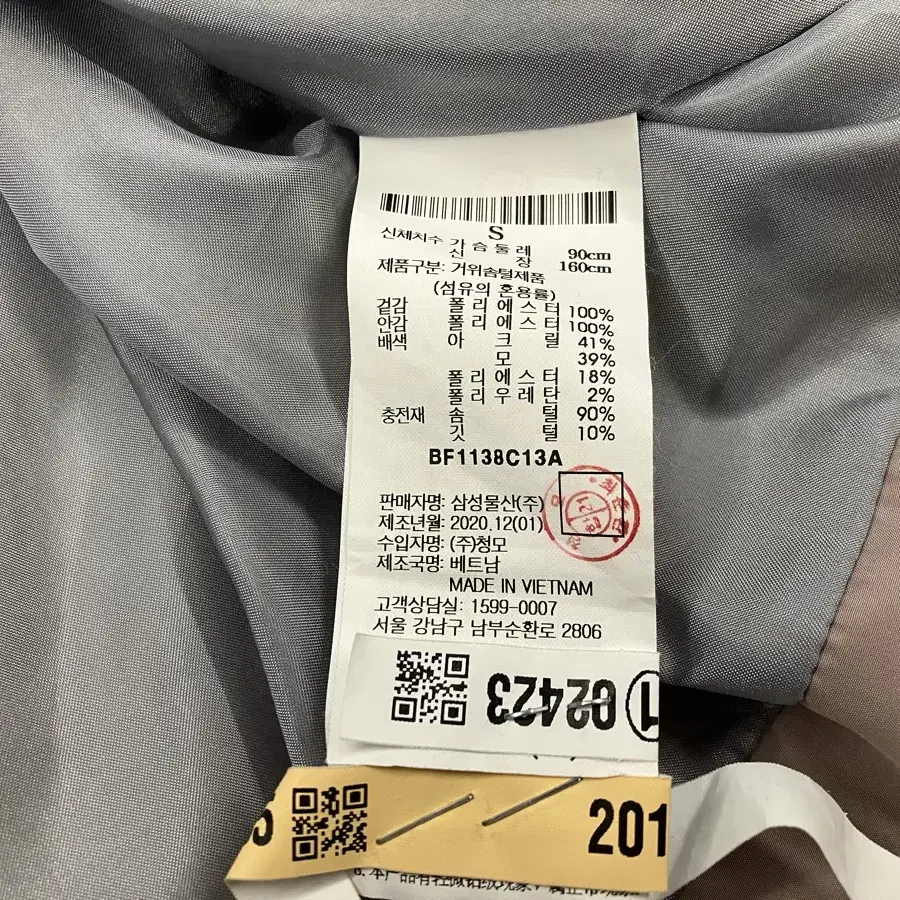 S
신체치수 가슴둘레 90cm
신장 160cm
제품구분: 거위솜털제품
(섬유의 혼용률)
겉감 폴리에스터 100%
안감 폴리에스터 100%
배색 아크릴 41%
모 39%
폴리에스터 18%
폴리우레탄 2%
충전재 솜털 90%
깃털 10%
BF1138C13A
판매자명: 삼성물산(주)
제조년월: 2020.12(01)
수입자명: (주)청모
제조국명: 베트남
MADE IN VIETNAM
고객상담실: 1599-0007
서울 강남구 남부순환로 2806
① 02423
201